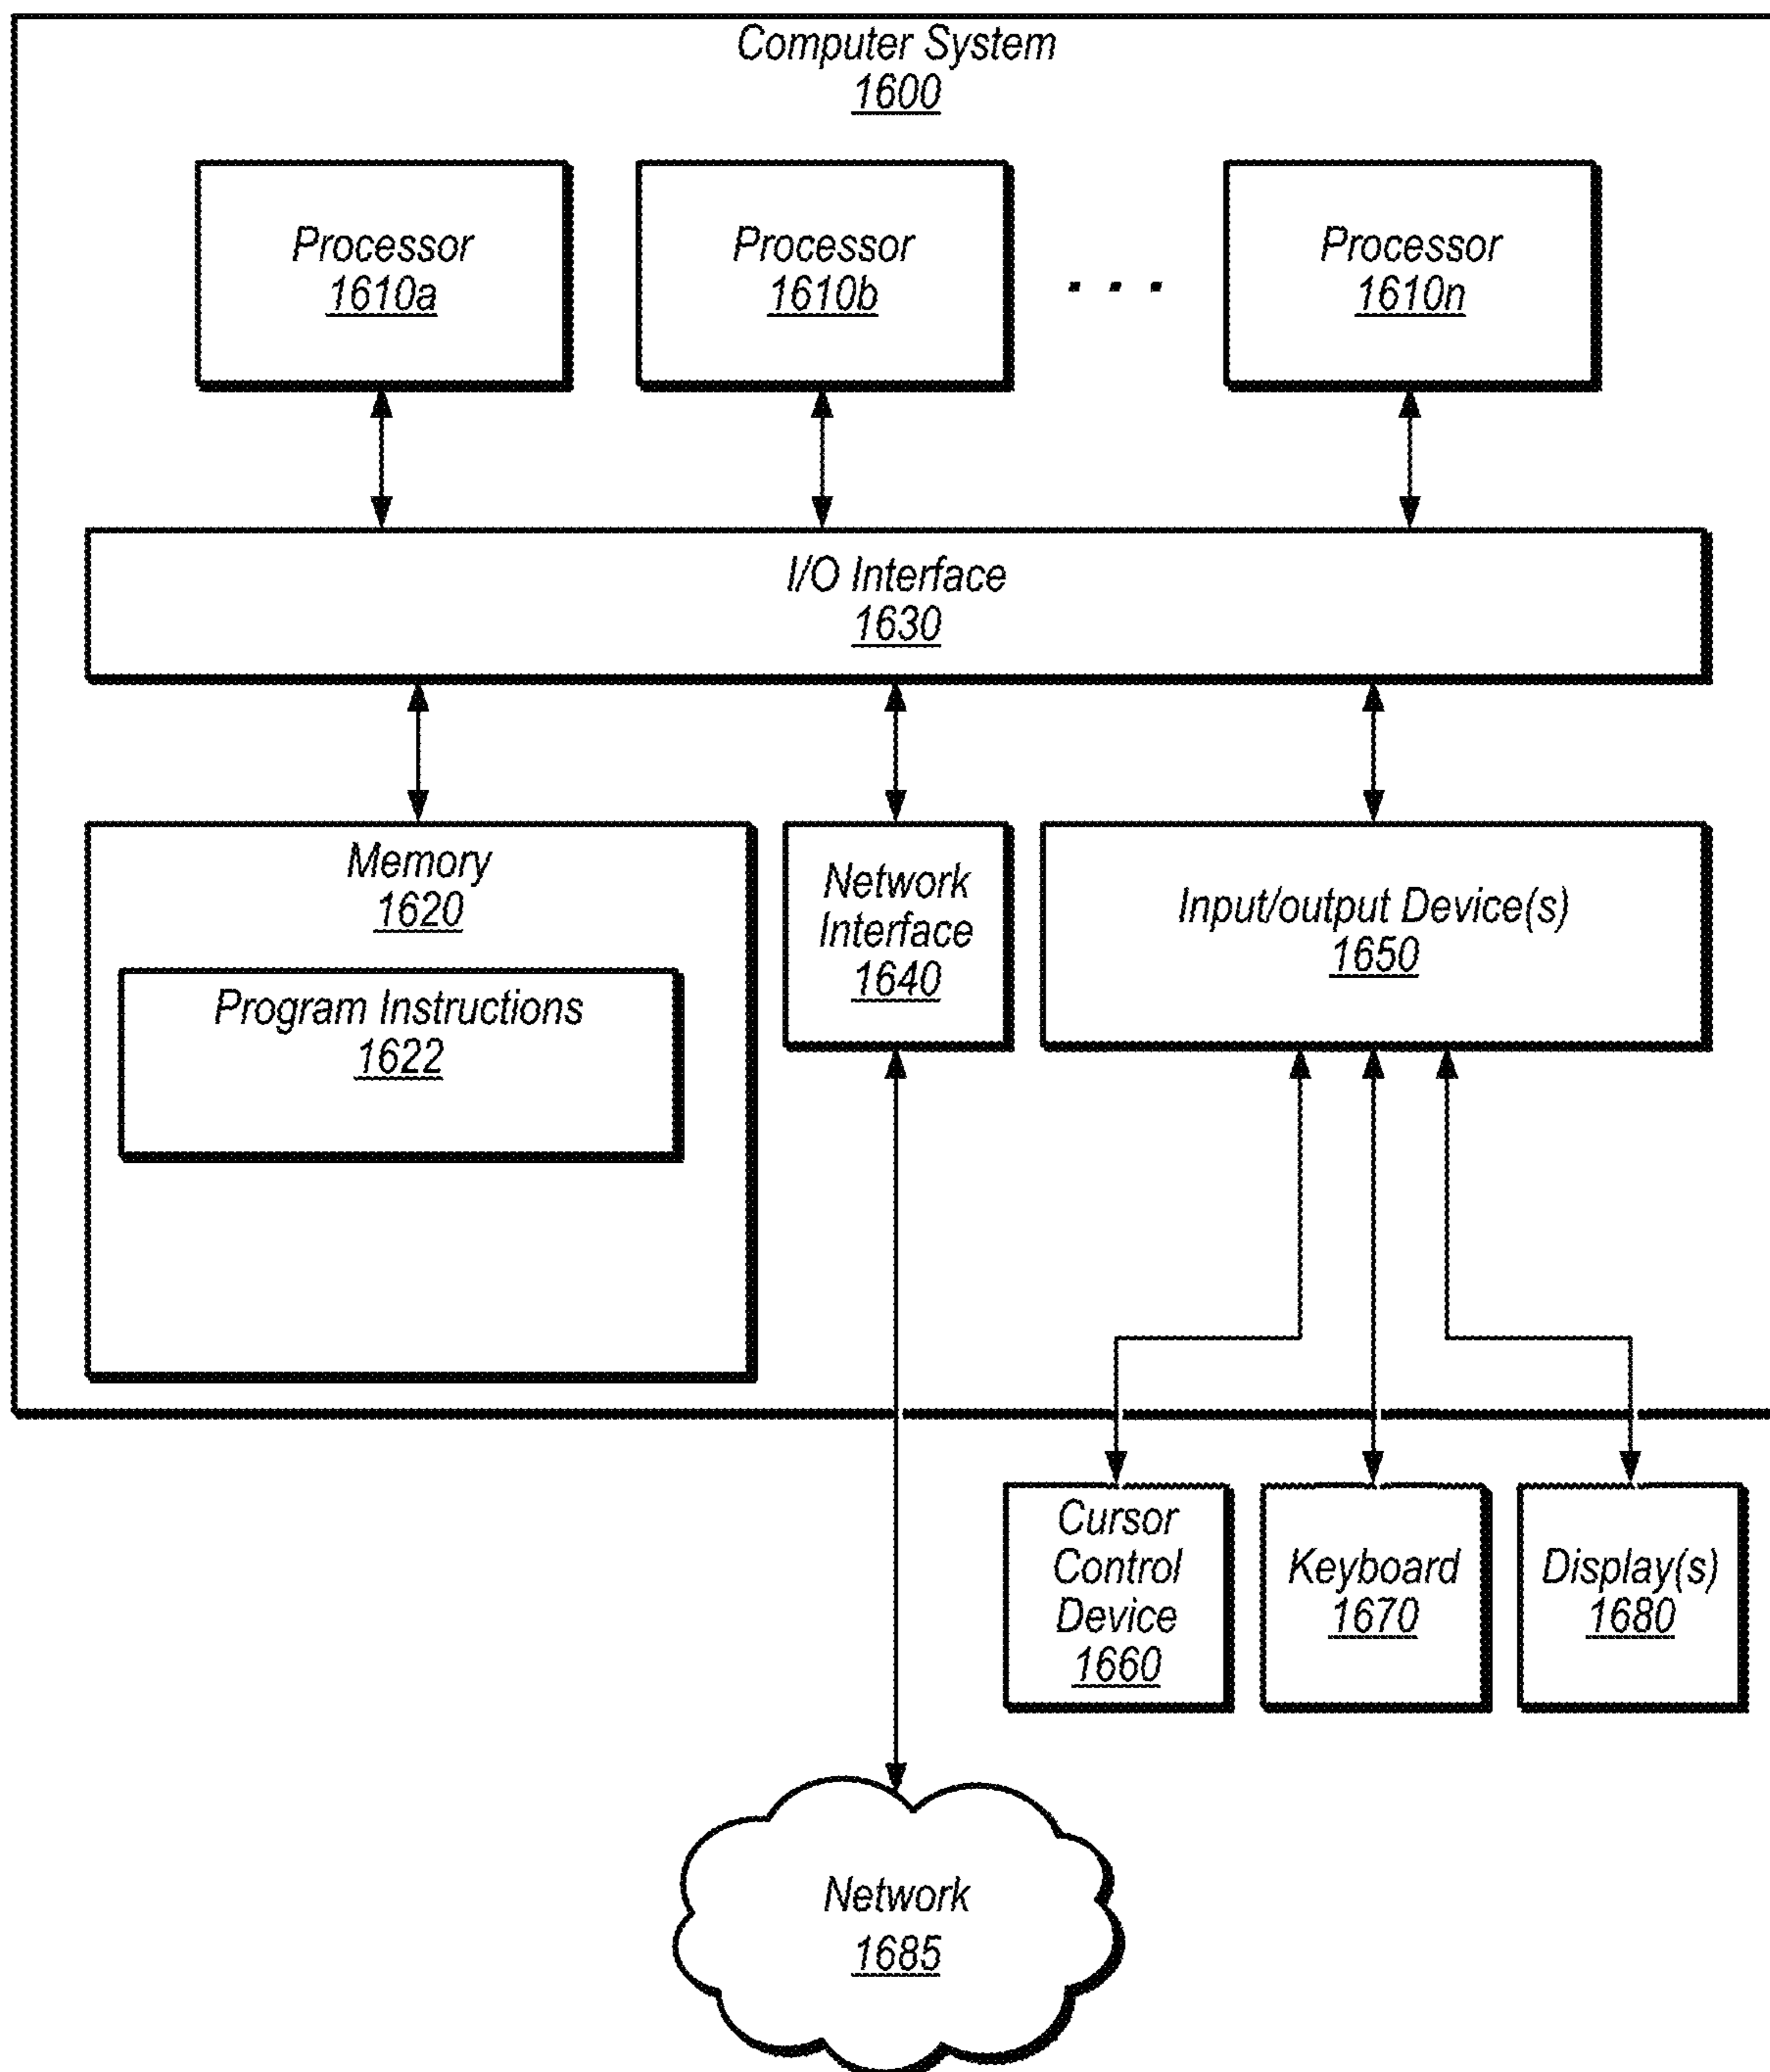 Computer System
1600
Processor
1610a
Processor
1610b
. . .
Processor
1610n
I/O Interface
1630
Memory
1620
Program Instructions
1622
Network
Interface
1640
Input/output Device(s)
1650
Cursor
Control
Device
1660
Keyboard
1670
Display(s)
1680
Network
1685